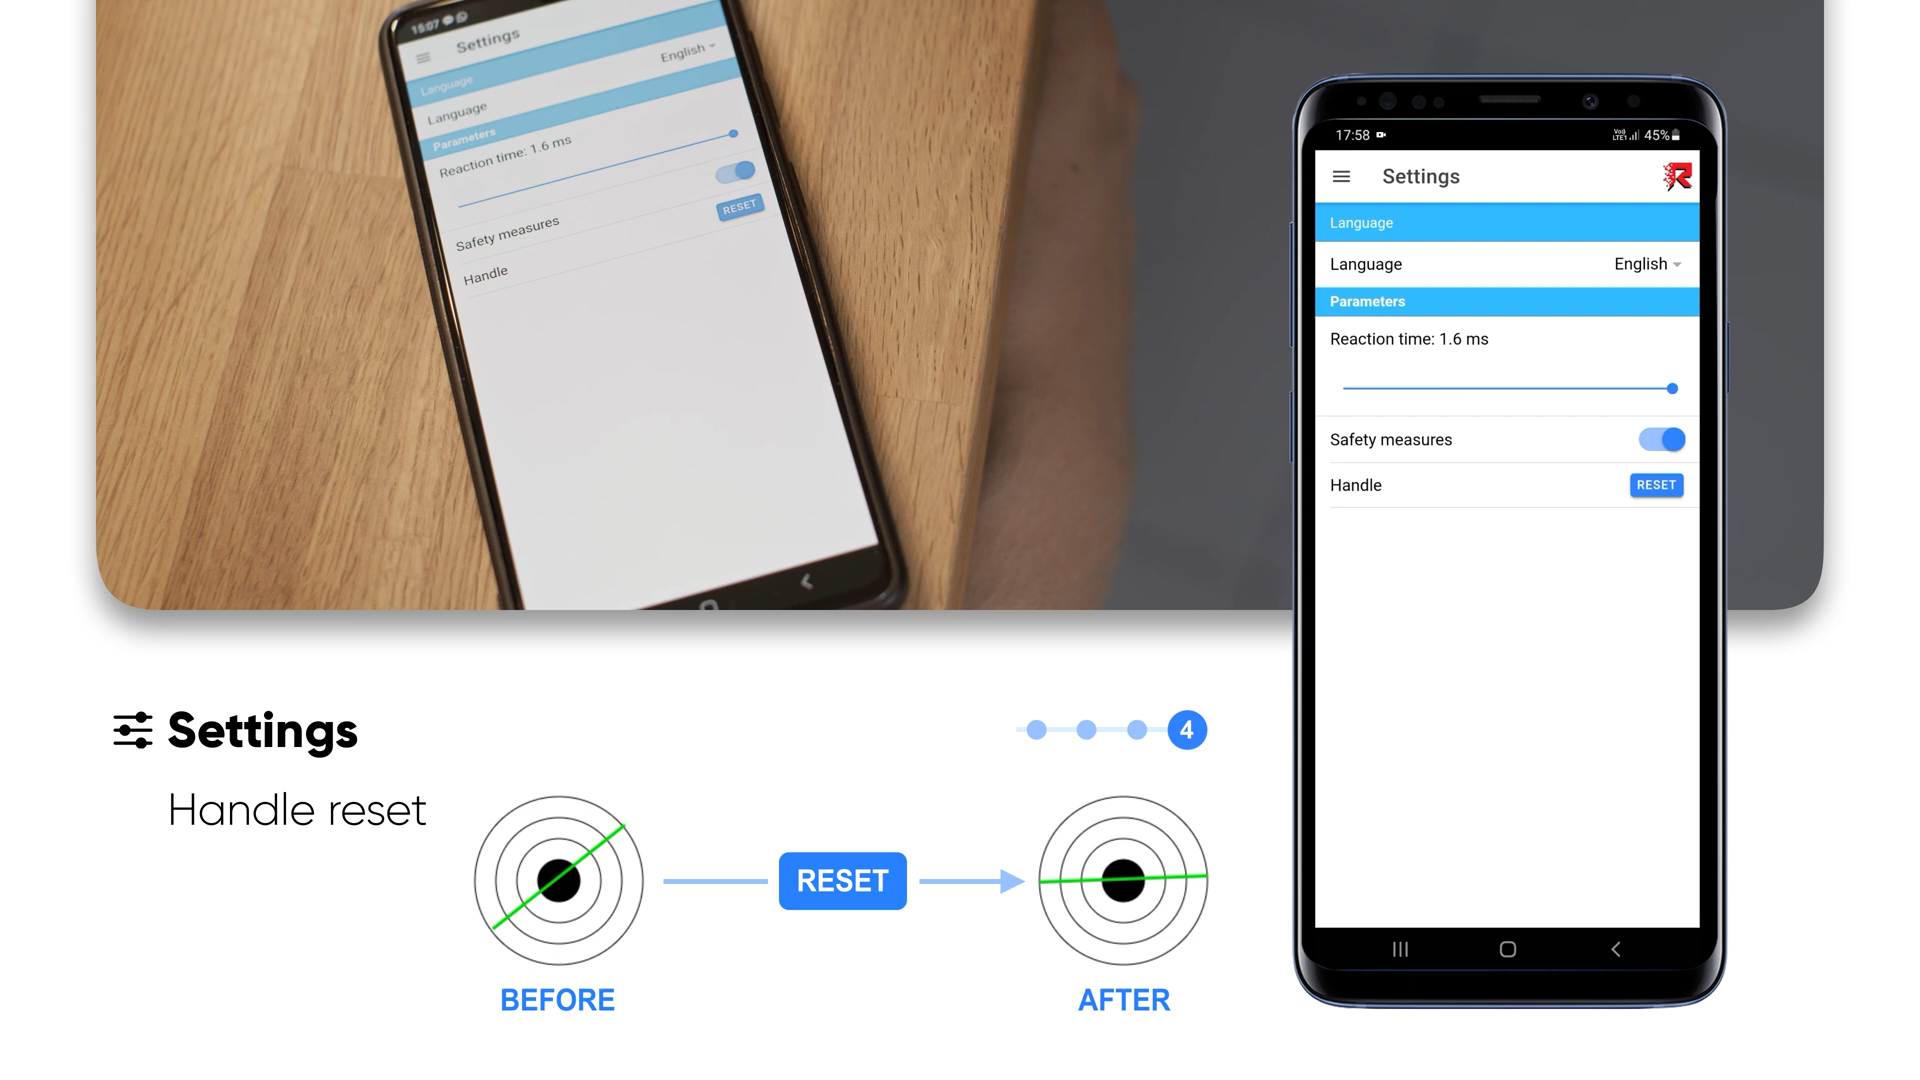 15:07
Settings
Language
Language English
Parameters
Reaction time: 1.6 ms
Safety measures
RESET
Handle
17:58 45%
Settings
Language
Language English
Parameters
Reaction time: 1.6 ms
Safety measures
Handle RESET
Settings
4
Handle reset
RESET
BEFORE
AFTER